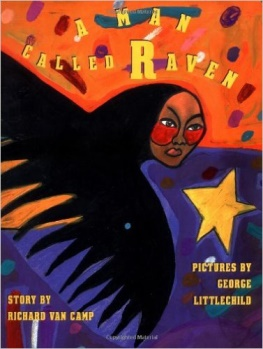 A MAN
CALLED RAVEN
PICTURES BY
GEORGE
LITTLECHILD
STORY BY
RICHARD VAN CAMP